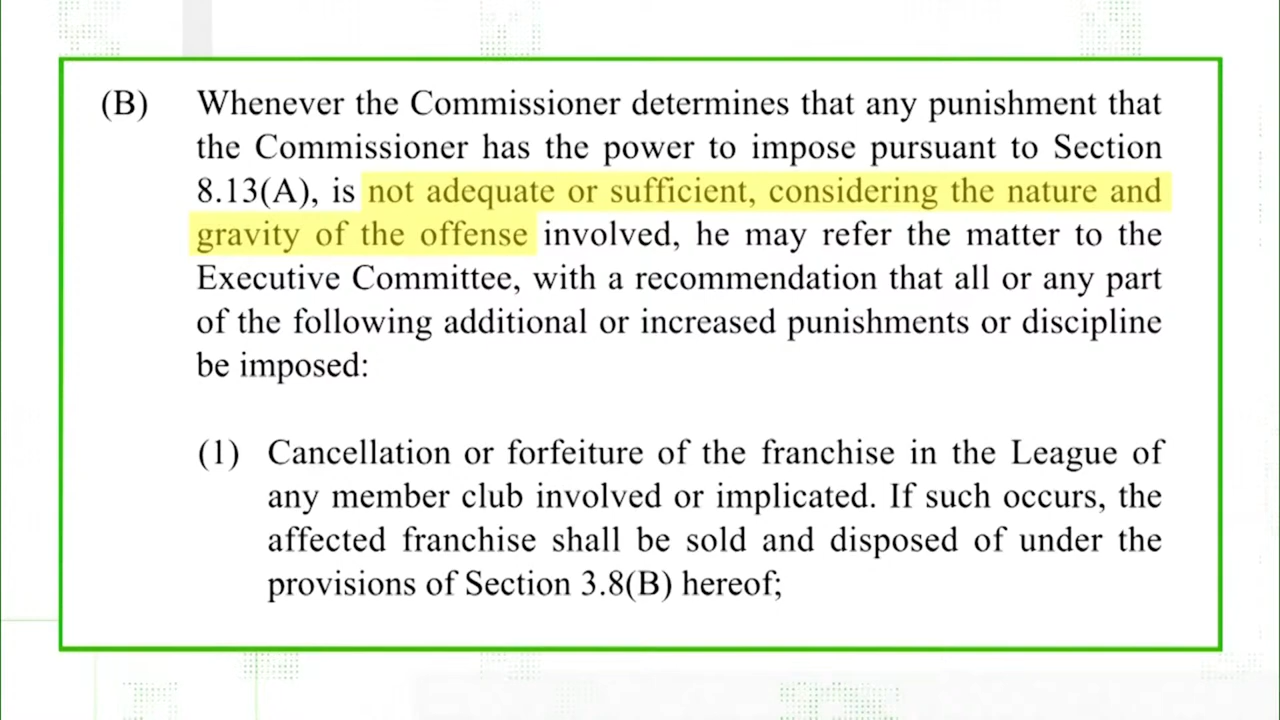 (B) Whenever the Commissioner determines that any punishment that
the Commissioner has the power to impose pursuant to Section
8.13(A), is not adequate or sufficient, considering the nature and
gravity of the offense involved, he may refer the matter to the
Executive Committee, with a recommendation that all or any part
of the following additional or increased punishments or discipline
be imposed:
(1) Cancellation or forfeiture of the franchise in the League of
any member club involved or implicated. If such occurs, the
affected franchise shall be sold and disposed of under the
provisions of Section 3.8(B) hereof;